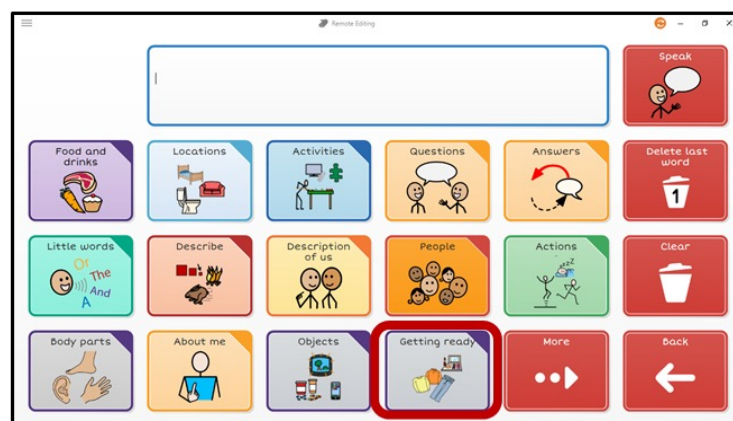 Remote Editing
Speak
Food and
drinks
Locations
Activities
Questions
Answers
Delete last
word
1
Little words
Or
The
And
A
Describe
Description
of us
People
Actions
zzZ
Clear
Body parts
About me
Objects
Getting ready
More
Back